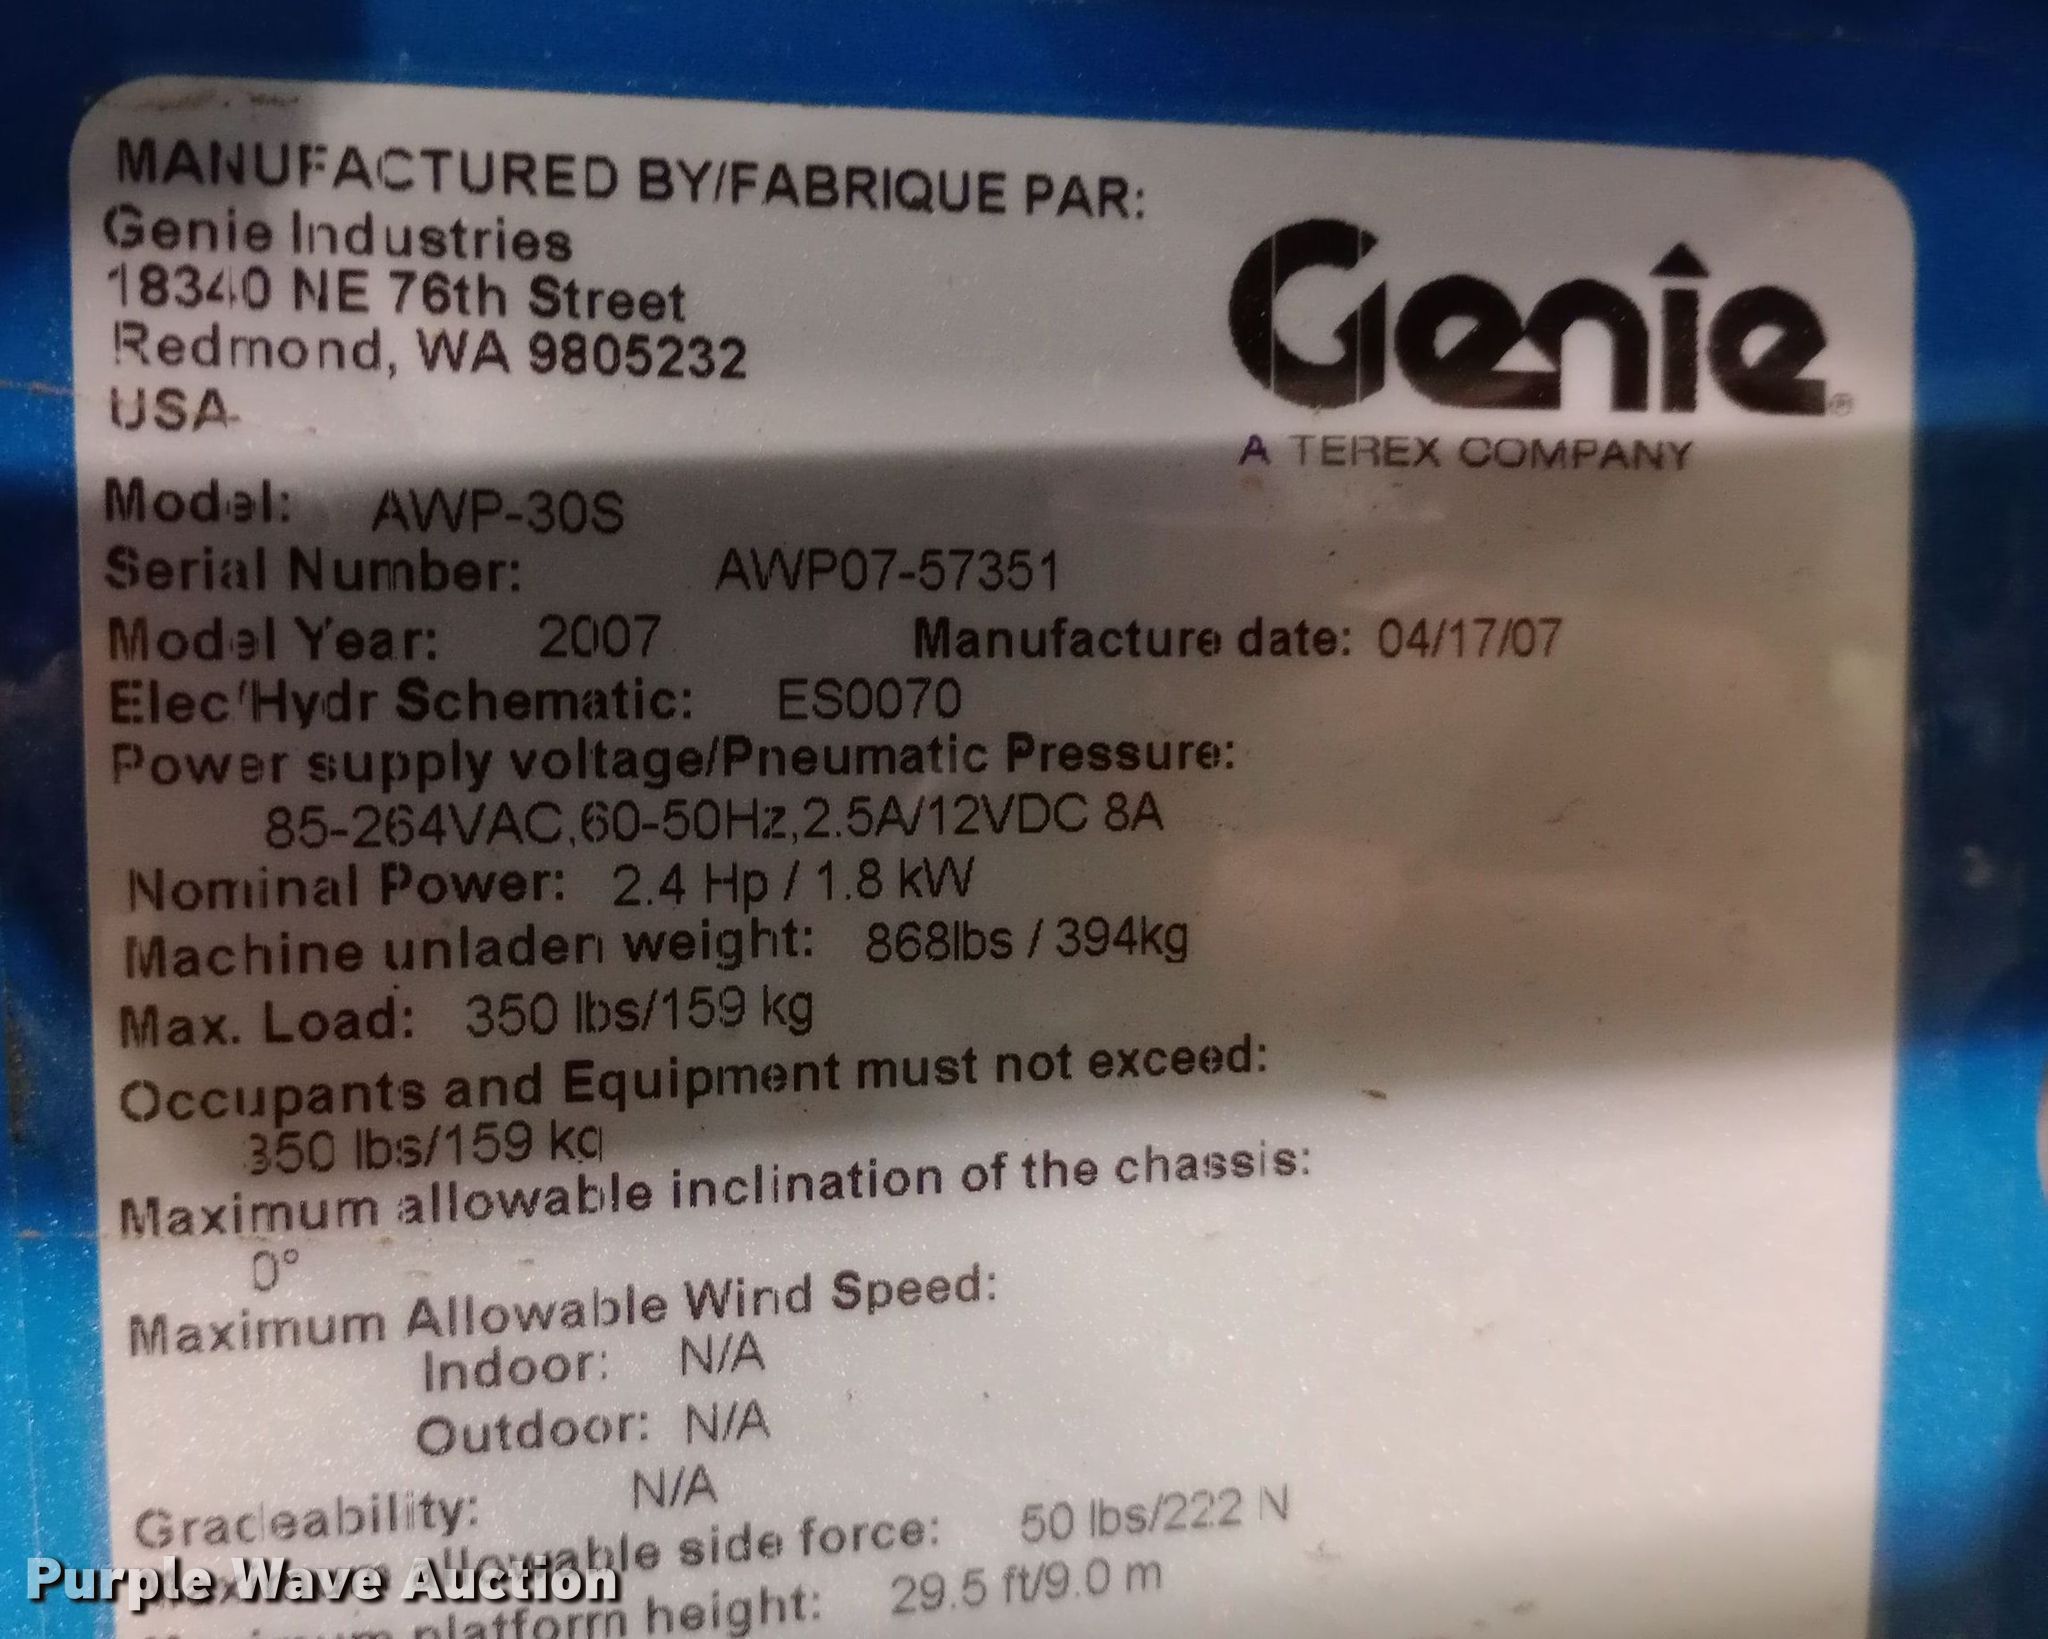 MANUFACTURED BY/FABRIQUE PAR:
Genie Industries
18340 NE 76th Street
Redmond, WA 9805232
USA
Genie®
A TEREX COMPANY
Model: AWP-30S
Serial Number: AWP07-57351
Model Year: 2007 Manufacture date: 04/17/07
Elec/Hydr Schematic: ES0070
Power supply voltage/Pneumatic Pressure:
85-264VAC,60-50Hz,2.5A/12VDC 8A
Nominal Power: 2.4 Hp / 1.8 kW
Machine unladen weight: 868lbs / 394kg
Max. Load: 350 lbs/159 kg
Occupants and Equipment must not exceed:
350 lbs/159 kg
Maximum allowable inclination of the chassis:
0°
Maximum Allowable Wind Speed:
Indoor: N/A
Outdoor: N/A
Gradeability: N/A
Maximum allowable side force: 50 lbs/222 N
Maximum platform height: 29.5 ft/9.0 m
Purple Wave Auction